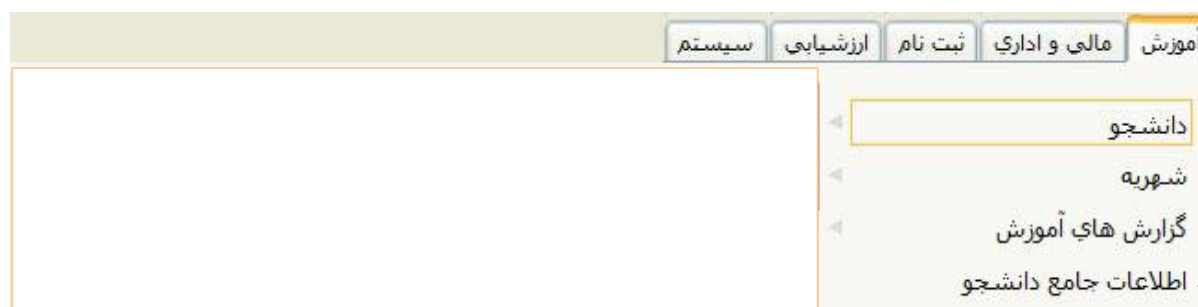 آموزش مالي و اداري ثبت نام ارزشيابي سيستم
دانشجو
شهريه
گزارش هاي آموزش
اطلاعات جامع دانشجو